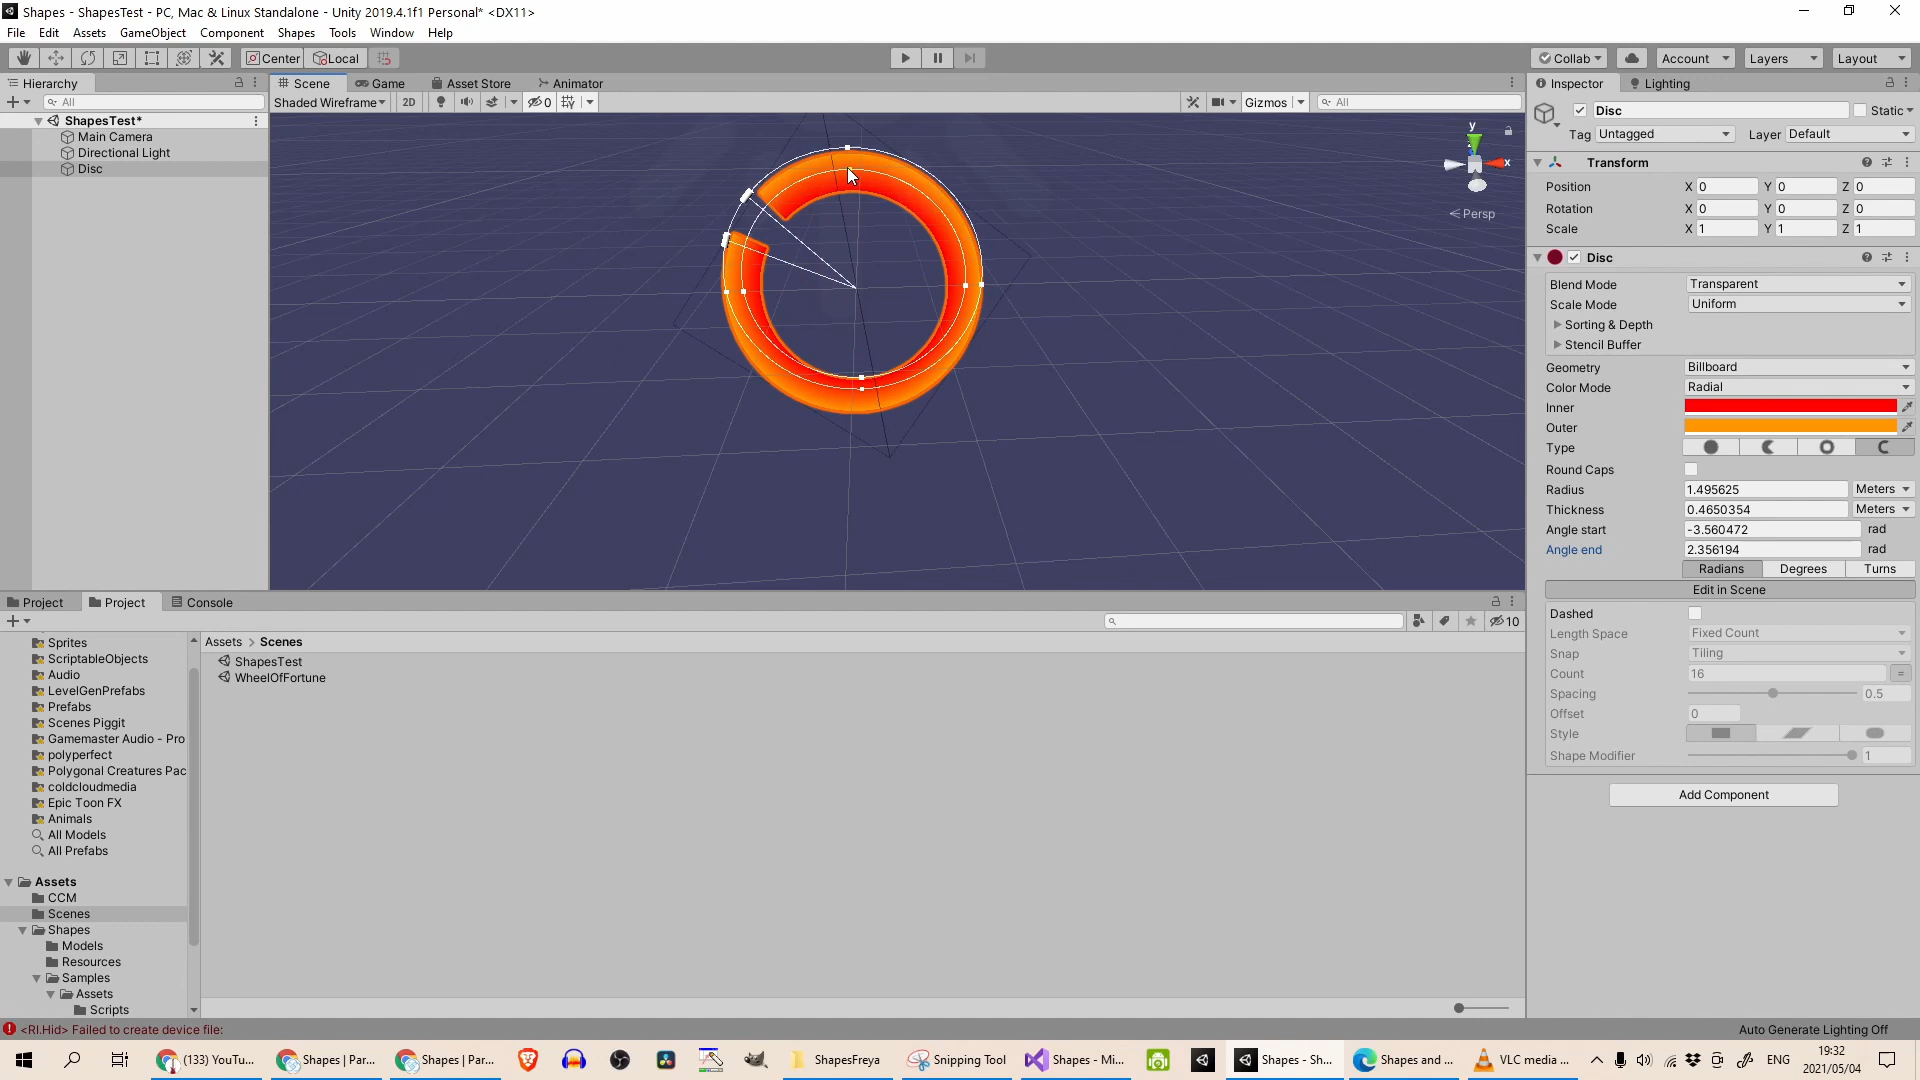 Shapes - ShapesTest - PC, Mac & Linux Standalone - Unity 2019.4.1f1 Personal* <DX11>
File Edit Assets GameObject Component Shapes Tools Window Help
Center Local Collab Account Layers Layout
Hierarchy
All
ShapesTest*
Main Camera
Directional Light
Disc
Scene Game Asset Store Animator
Shaded Wireframe 2D 0 Gizmos All
y
x
Persp
Inspector Lighting
Disc Static
Tag Untagged Layer Default
Transform
Position X 0 Y 0 Z 0
Rotation X 0 Y 0 Z 0
Scale X 1 Y 1 Z 1
Disc
Blend Mode Transparent
Scale Mode Uniform
Sorting & Depth
Stencil Buffer
Geometry Billboard
Color Mode Radial
Inner
Outer
Type
Round Caps
Radius 1.495625 Meters
Thickness 0.4650354 Meters
Angle start -3.560472 rad
Angle end 2.356194 rad
Radians Degrees Turns
Edit in Scene
Dashed
Length Space Fixed Count
Snap Tiling
Count 16 =
Spacing 0.5
Offset 0
Style
Shape Modifier 1
Add Component
Project Project Console
10
Sprites
ScriptableObjects
Audio
LevelGenPrefabs
Prefabs
Scenes Piggit
Gamemaster Audio - Pro
polyperfect
Polygonal Creatures Pac
coldcloudmedia
Epic Toon FX
Animals
All Models
All Prefabs
Assets
CCM
Scenes
Shapes
Models
Resources
Samples
Assets
Scripts
Assets > Scenes
ShapesTest
WheelOfFortune
<RI.Hid> Failed to create device file:
Auto Generate Lighting Off
(133) YouTu... Shapes | Par... Shapes | Par... ShapesFreya Snipping Tool Shapes - Mi... Shapes - Sh... Shapes and ... VLC media ... ENG
19:32
2021/05/04